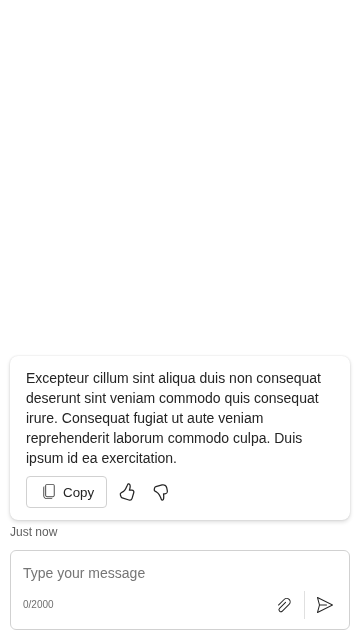 Excepteur cillum sint aliqua duis non consequat
deserunt sint veniam commodo quis consequat
irure. Consequat fugiat ut aute veniam
reprehenderit laborum commodo culpa. Duis
ipsum id ea exercitation.
Copy
Just now
Type your message
0/2000